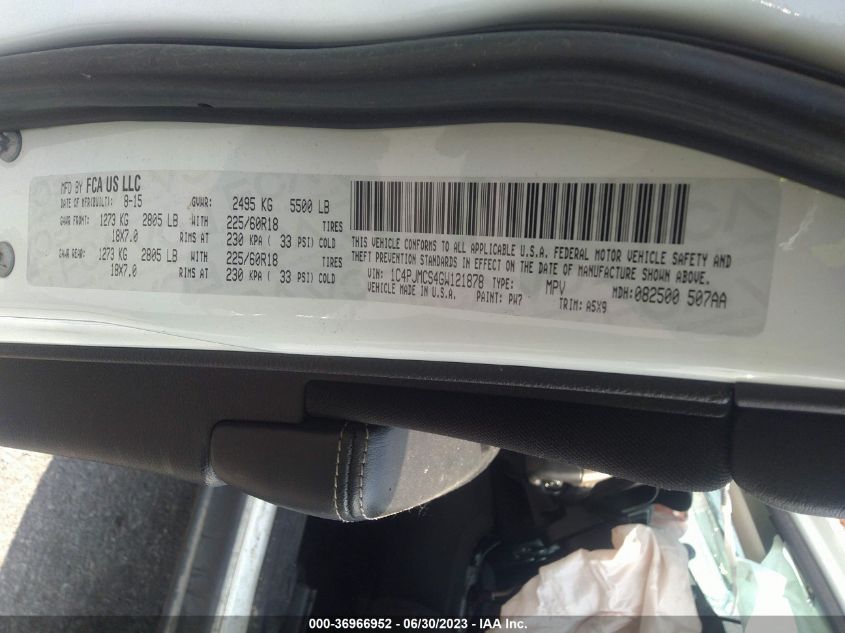 MFD BY FCA US LLC
DATE OF MFR(BUILT): 8-15 GVWR: 2495 KG 5500 LB
GAWR FRONT: 1273 KG 2805 LB WITH 225/60R18 TIRES
18X7.0 RIMS AT 230 KPA ( 33 PSI) COLD
GAWR REAR: 1273 KG 2805 LB WITH 225/60R18 TIRES
18X7.0 RIMS AT 230 KPA ( 33 PSI) COLD
THIS VEHICLE CONFORMS TO ALL APPLICABLE U.S.A. FEDERAL MOTOR VEHICLE SAFETY AND
THEFT PREVENTION STANDARDS IN EFFECT ON THE DATE OF MANUFACTURE SHOWN ABOVE.
VIN: 1C4PJMCS4GW121878 TYPE: MPV MDH: 082500 507AA
VEHICLE MADE IN U.S.A. PAINT: PW7 TRIM: A5X9
000-36966952 - 06/30/2023 - IAA Inc.